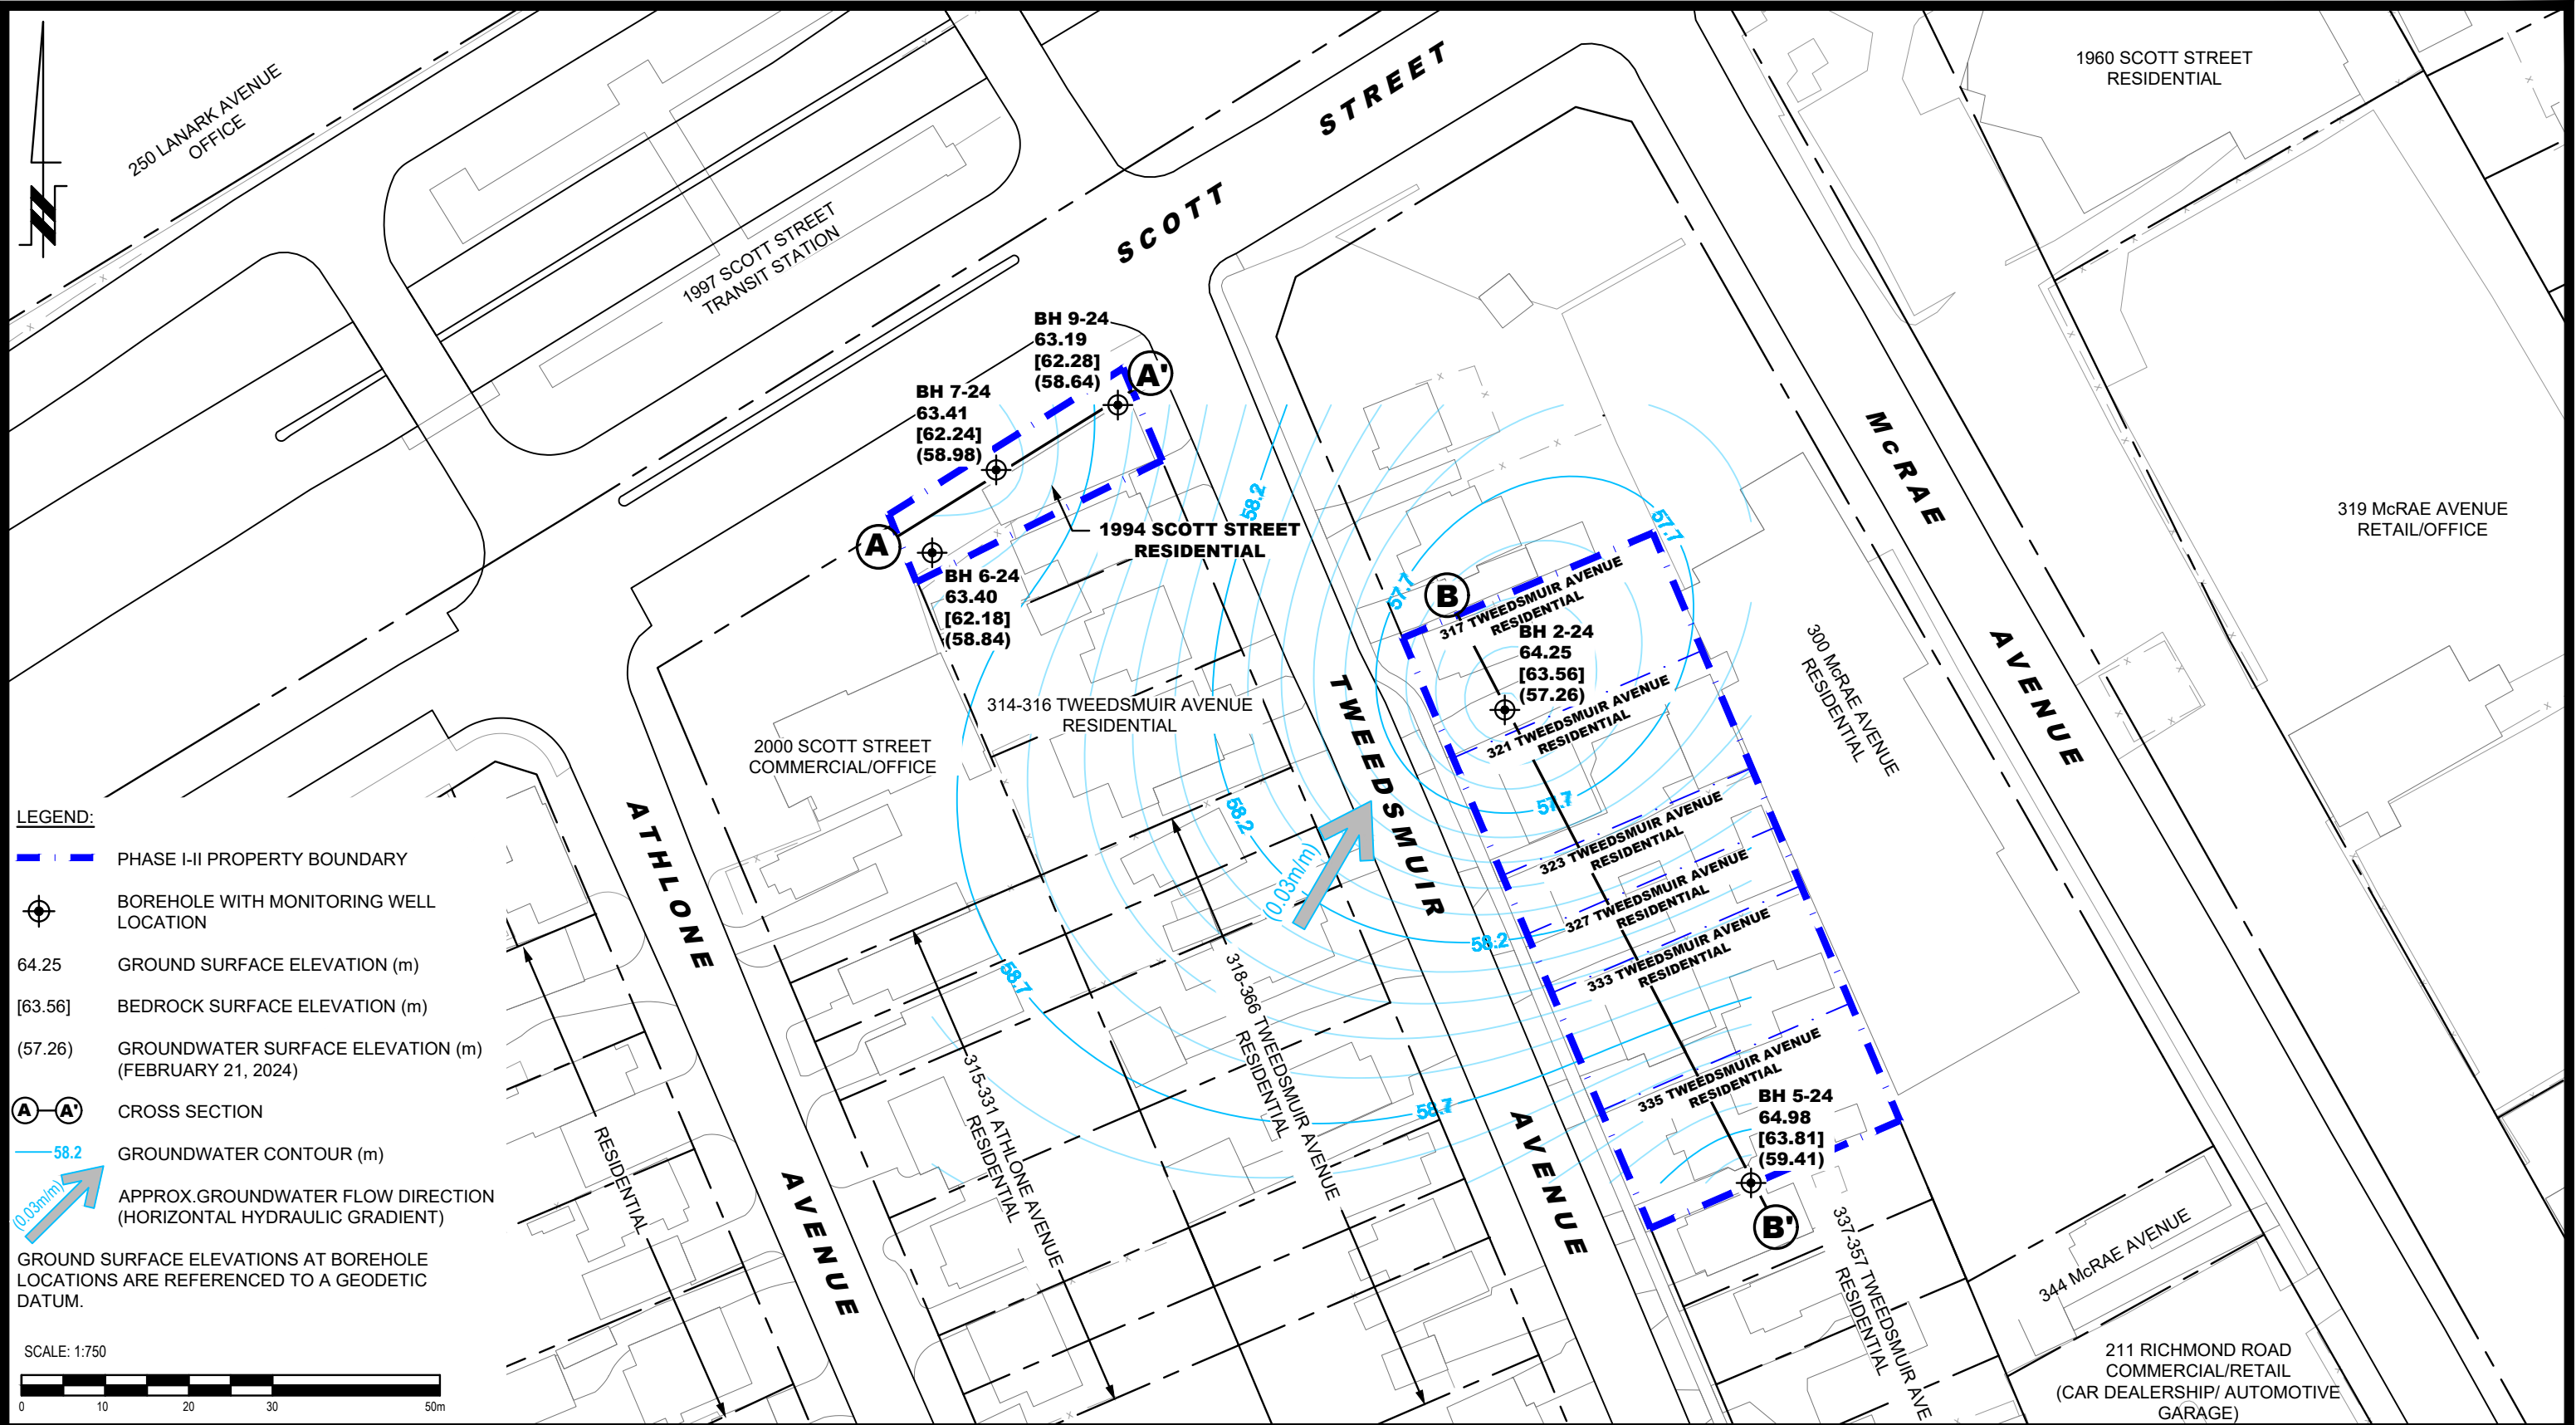 250 LANARK AVENUE
OFFICE
1997 SCOTT STREET
TRANSIT STATION
SCOTT STREET
1960 SCOTT STREET
RESIDENTIAL
McRAE AVENUE
319 McRAE AVENUE
RETAIL/OFFICE
BH 9-24
63.19
[62.28]
(58.64)
A'
BH 7-24
63.41
[62.24]
(58.98)
A
1994 SCOTT STREET
RESIDENTIAL
BH 6-24
63.40
[62.18]
(58.84)
58.2
57.7
57.7
B
317 TWEEDSMUIR AVENUE
RESIDENTIAL
BH 2-24
64.25
[63.56]
(57.26)
321 TWEEDSMUIR AVENUE
RESIDENTIAL
300 McRAE AVENUE
RESIDENTIAL
314-316 TWEEDSMUIR AVENUE
RESIDENTIAL
2000 SCOTT STREET
COMMERCIAL/OFFICE
TWEEDSMUIR AVENUE
ATHLONE AVENUE
58.2
57.7
(0.03m/m)
323 TWEEDSMUIR AVENUE
RESIDENTIAL
327 TWEEDSMUIR AVENUE
RESIDENTIAL
58.2
333 TWEEDSMUIR AVENUE
RESIDENTIAL
58.7
318-366 TWEEDSMUIR AVENUE
RESIDENTIAL
315-331 ATHLONE AVENUE
RESIDENTIAL
RESIDENTIAL
58.7
335 TWEEDSMUIR AVENUE
RESIDENTIAL
BH 5-24
64.98
[63.81]
(59.41)
B'
337-357 TWEEDSMUIR AVE
RESIDENTIAL
344 McRAE AVENUE
211 RICHMOND ROAD
COMMERCIAL/RETAIL
(CAR DEALERSHIP/ AUTOMOTIVE
GARAGE)
LEGEND:
PHASE I-II PROPERTY BOUNDARY
BOREHOLE WITH MONITORING WELL
LOCATION
64.25 GROUND SURFACE ELEVATION (m)
[63.56] BEDROCK SURFACE ELEVATION (m)
(57.26) GROUNDWATER SURFACE ELEVATION (m)
(FEBRUARY 21, 2024)
A A' CROSS SECTION
58.2 GROUNDWATER CONTOUR (m)
(0.03m/m) APPROX.GROUNDWATER FLOW DIRECTION
(HORIZONTAL HYDRAULIC GRADIENT)
GROUND SURFACE ELEVATIONS AT BOREHOLE
LOCATIONS ARE REFERENCED TO A GEODETIC
DATUM.
SCALE: 1:750
0 10 20 30 50m